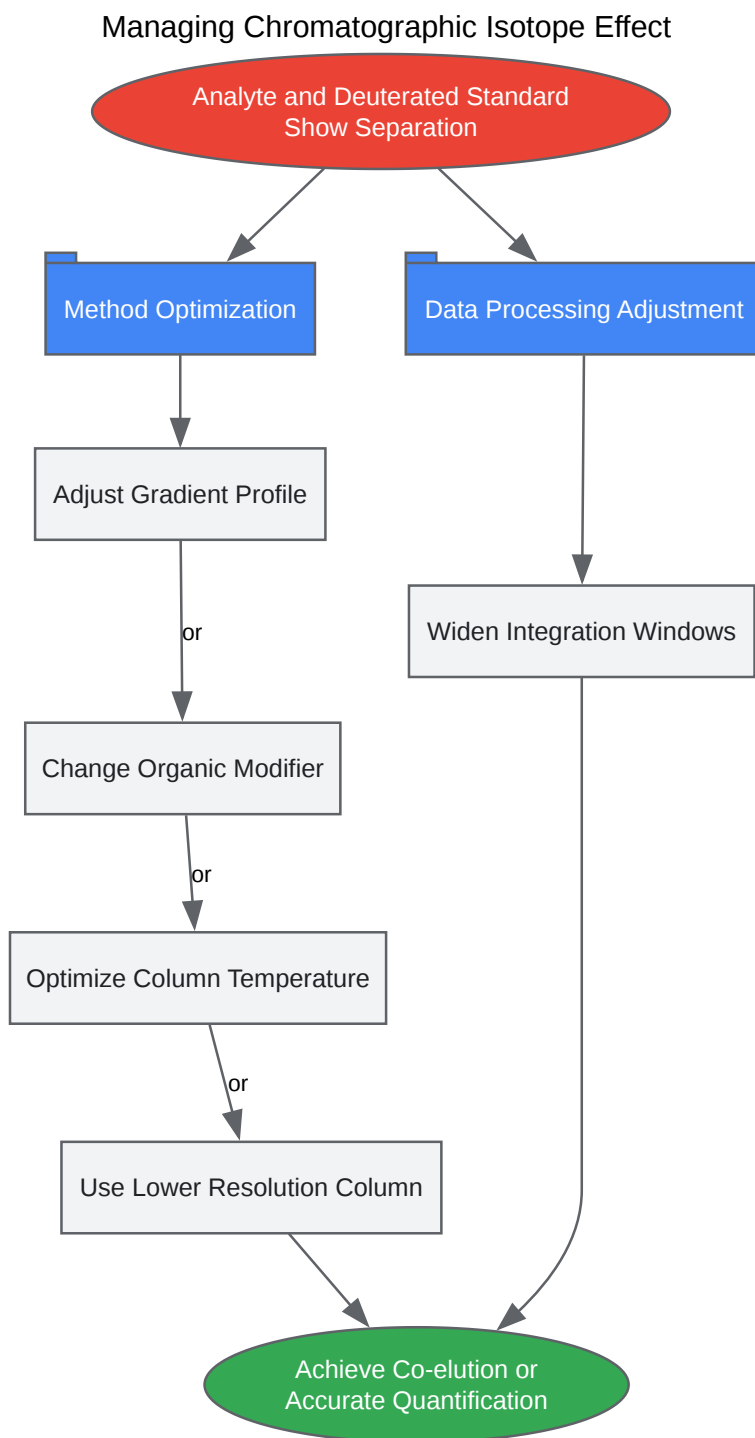 Managing Chromatographic Isotope Effect
Analyte and Deuterated Standard
Show Separation
Method Optimization
Data Processing Adjustment
Adjust Gradient Profile
or
Widen Integration Windows
Change Organic Modifier
or
Optimize Column Temperature
or
Use Lower Resolution Column
Achieve Co-elution or
Accurate Quantification